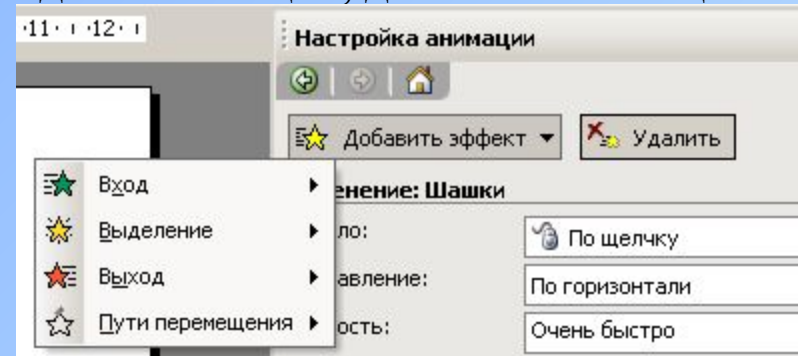 ·11· ı ·12· ı
Настройка анимации
Добавить эффект
Удалить
Вход
Выделение
Выход
Пути перемещения
енение: Шашки
ло:
По щелчку
авление:
По горизонтали
ость:
Очень быстро